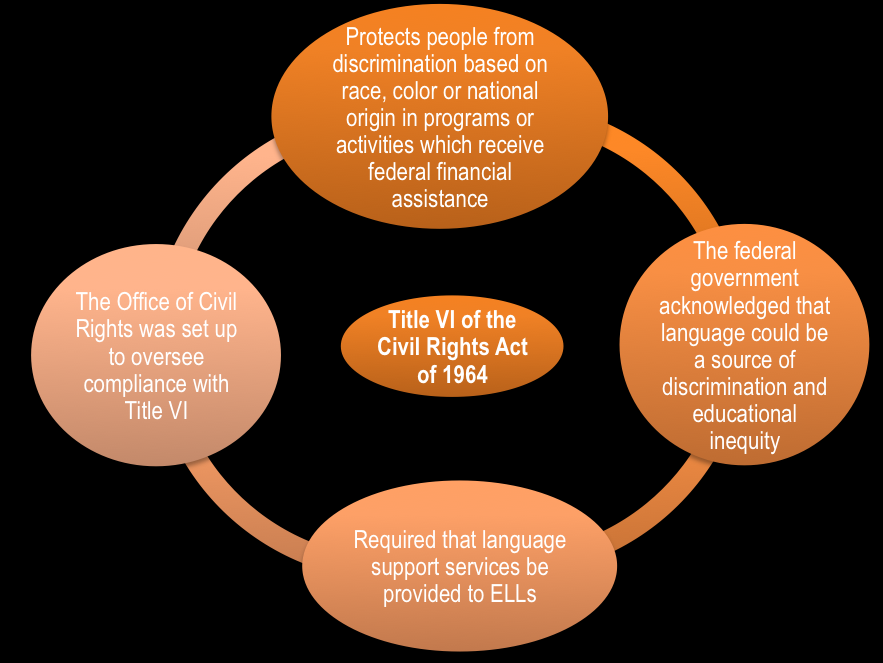 Protects people from
discrimination based on
race, color or national
origin in programs or
activities which receive
federal financial
assistance
The federal
government
acknowledged that
language could be
a source of
discrimination and
educational
inequity
Required that language
support services be
provided to ELLs
The Office of Civil
Rights was set up
to oversee
compliance with
Title VI
Title VI of the
Civil Rights Act
of 1964